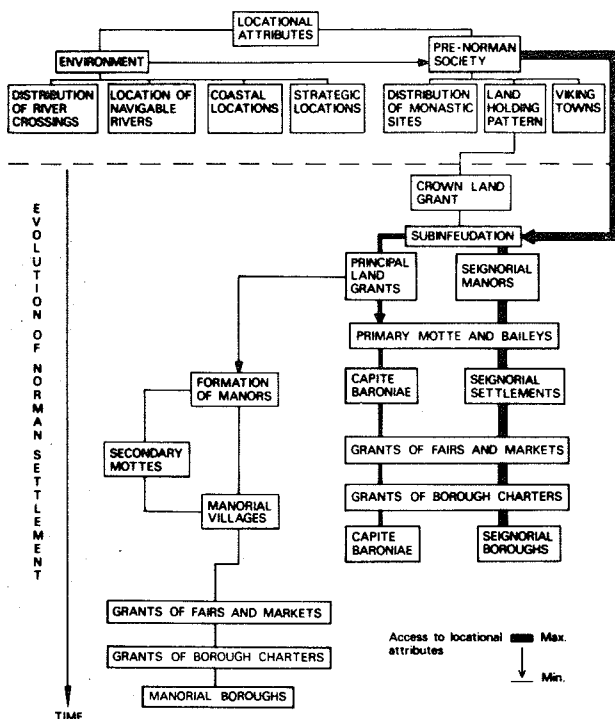 LOCATIONAL
ATTRIBUTES
ENVIRONMENT
PRE-NORMAN
SOCIETY
DISTRIBUTION
OF RIVER
CROSSINGS
LOCATION OF
NAVIGABLE
RIVERS
COASTAL
LOCATIONS
STRATEGIC
LOCATIONS
DISTRIBUTION
OF MONASTIC
SITES
LAND
HOLDING
PATTERN
VIKING
TOWNS
EVOLUTION OF NORMAN SETTLEMENT
CROWN LAND
GRANT
SUBINFEUDATION
PRINCIPAL
LAND
GRANTS
SEIGNORIAL
MANORS
PRIMARY MOTTE AND BAILEYS
FORMATION
OF MANORS
CAPITE
BARONIAE
SEIGNORIAL
SETTLEMENTS
SECONDARY
MOTTES
GRANTS OF FAIRS AND MARKETS
MANORIAL
VILLAGES
GRANTS OF BOROUGH CHARTERS
CAPITE
BARONIAE
SEIGNORIAL
BOROUGHS
GRANTS OF FAIRS AND MARKETS
GRANTS OF BOROUGH CHARTERS
MANORIAL BOROUGHS
Access to locational
attributes
Max.
Min.
TIME